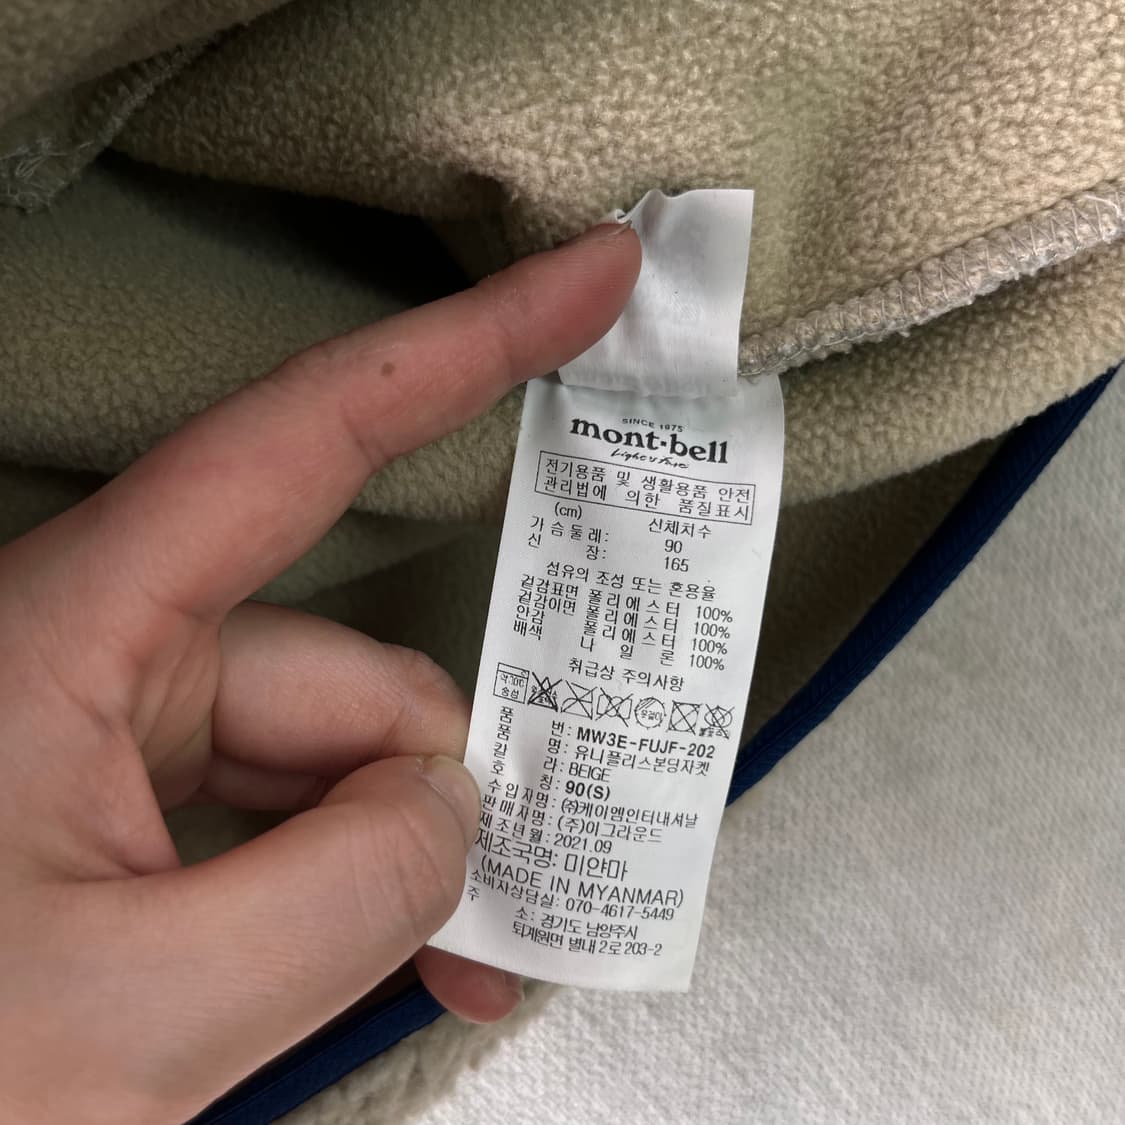 SINCE 1975
mont·bell
Light & Fast
전기용품 및 생활용품 안전
관리법에 의한 품질표시
(cm) 신체치수
가슴둘레: 90
신 장: 165
섬유의 조성 또는 혼용율
겉감표면 폴리에스터 100%
겉감이면 폴리에스터 100%
안감 폴리에스터 100%
배색 나 일 론 100%
취급상 주의사항
약30℃
중성
품 번: MW3E-FUJF-202
품 명: 유니플리스본딩자켓
칼 라: BEIGE
호 칭: 90(S)
수입자명: ㈜케이엠인터내셔날
판매자명: (주)이그라운드
제조년월: 2021.09
제조국명: 미얀마
(MADE IN MYANMAR)
소비자상담실: 070-4617-5449
주 소: 경기도 남양주시
퇴계원면 별내2로 203-2